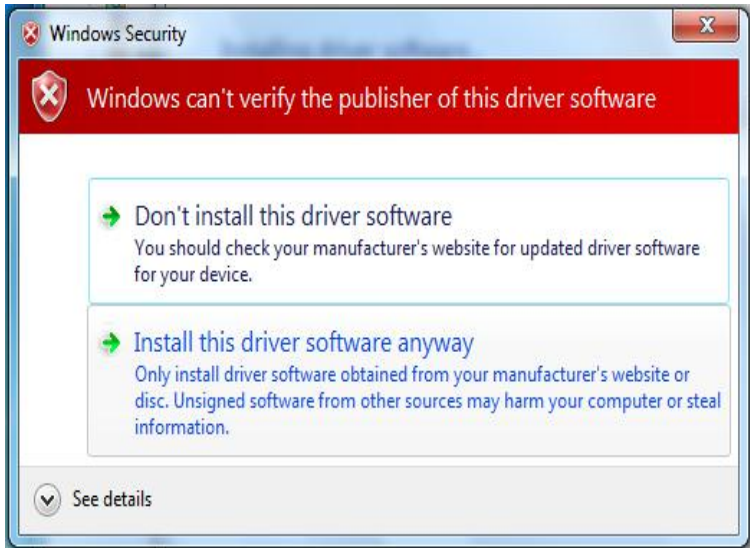 Windows Security
X
Windows can't verify the publisher of this driver software
Don't install this driver software
You should check your manufacturer's website for updated driver software
for your device.
Install this driver software anyway
Only install driver software obtained from your manufacturer's website or
disc. Unsigned software from other sources may harm your computer or steal
information.
See details